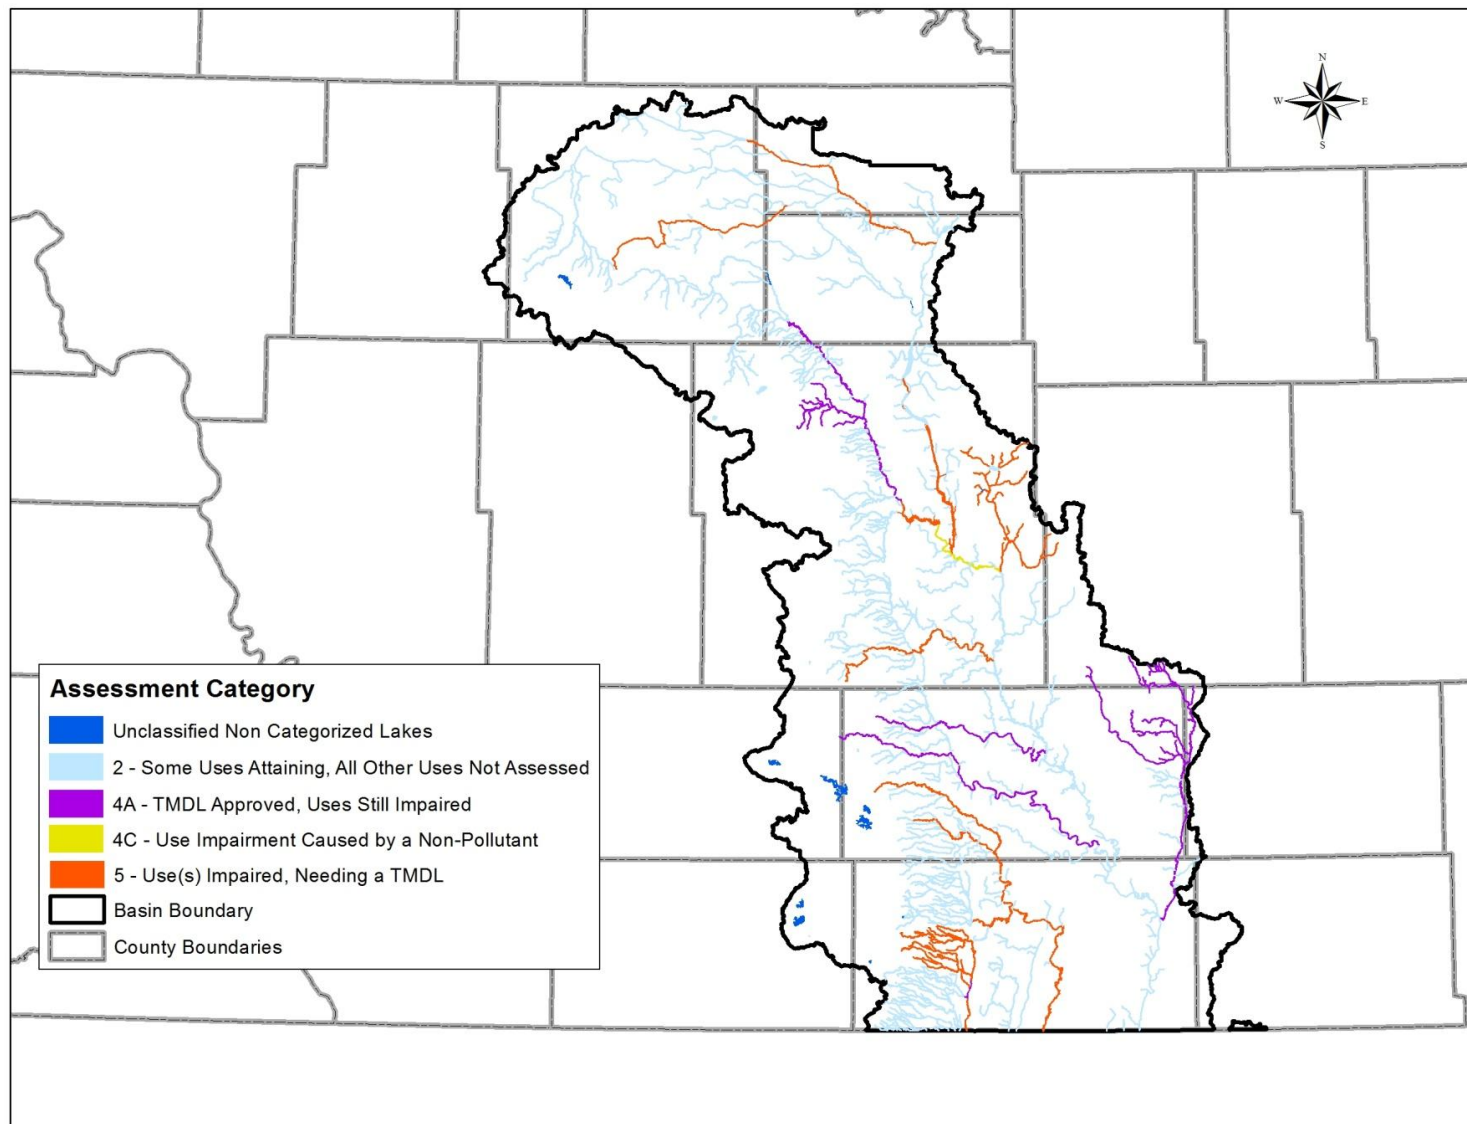 N
W E
S
Assessment Category
Unclassified Non Categorized Lakes
2 - Some Uses Attaining, All Other Uses Not Assessed
4A - TMDL Approved, Uses Still Impaired
4C - Use Impairment Caused by a Non-Pollutant
5 - Use(s) Impaired, Needing a TMDL
Basin Boundary
County Boundaries